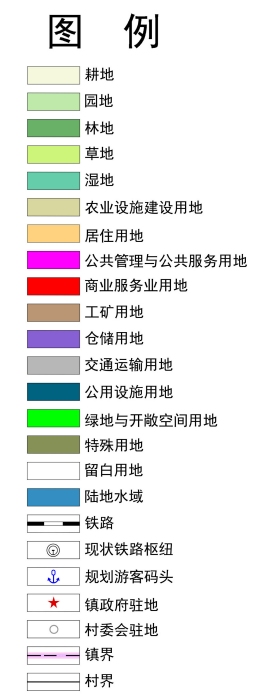 图 例
耕地
园地
林地
草地
湿地
农业设施建设用地
居住用地
公共管理与公共服务用地
商业服务业用地
工矿用地
仓储用地
交通运输用地
公用设施用地
绿地与开敞空间用地
特殊用地
留白用地
陆地水域
铁路
现状铁路枢纽
规划游客码头
镇政府驻地
村委会驻地
镇界
村界